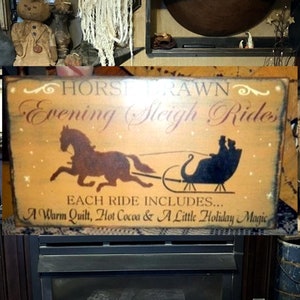 HORSE DRAWN
Evening Sleigh Rides
EACH RIDE INCLUDES...
A Warm Quilt, Hot Cocoa & A Little Holiday Magic